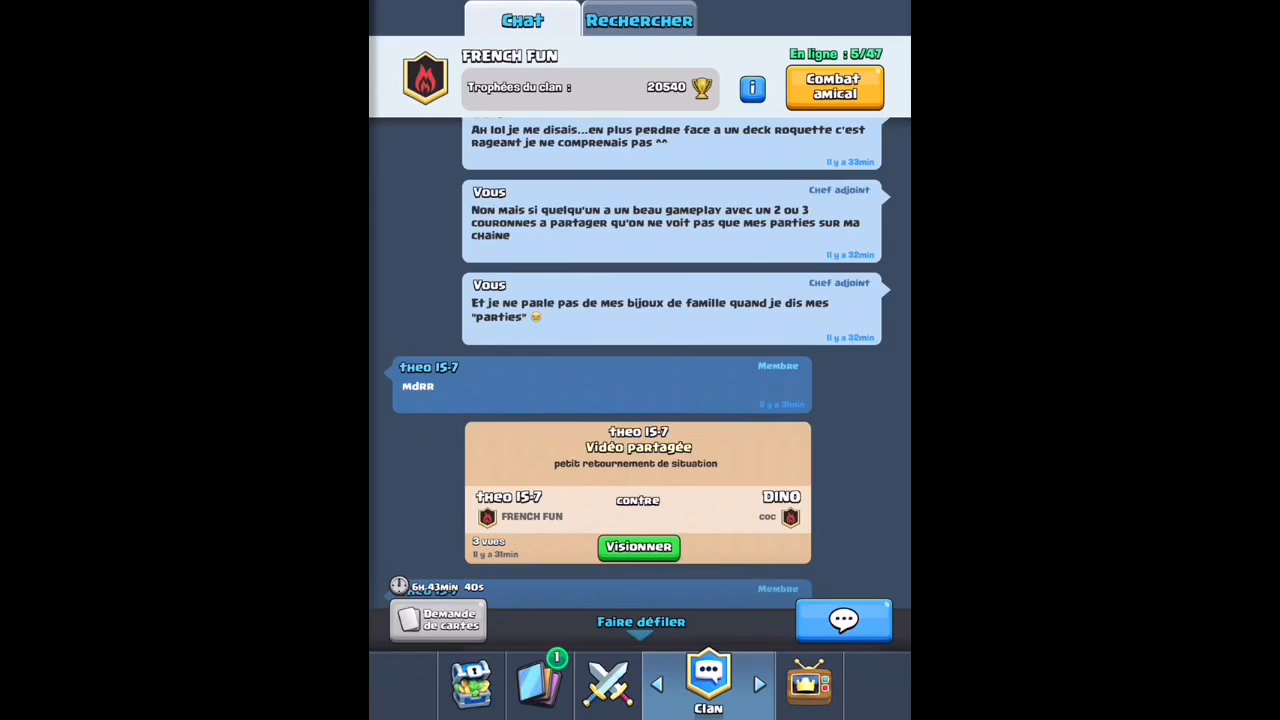 Chat
Rechercher
FRENCH FUN
En ligne : 5/47
Trophées du clan :
20540
Combat
amical
Ah lol je me disais...en plus perdre face a un deck roquette c'est
rageant je ne comprenais pas ^^
Il y a 33min
Vous
Chef adjoint
Non mais si quelqu'un a un beau gameplay avec un 2 ou 3
couronnes a partager qu'on ne voit pas que mes parties sur ma
chaine
Il y a 32min
Vous
Chef adjoint
Et je ne parle pas de mes bijoux de famille quand je dis mes
"parties" 😆
Il y a 32min
theo 15-7
Membre
Mdrr
Il y a 31min
theo 15-7
Vidéo partagée
petit retournement de situation
theo 15-7
contre
DINO
FRENCH FUN
coc
3 vues
Il y a 31min
Visionner
6h 43min 40s
theo 15-7
Membre
Demande
de cartes
Faire défiler
1
Clan